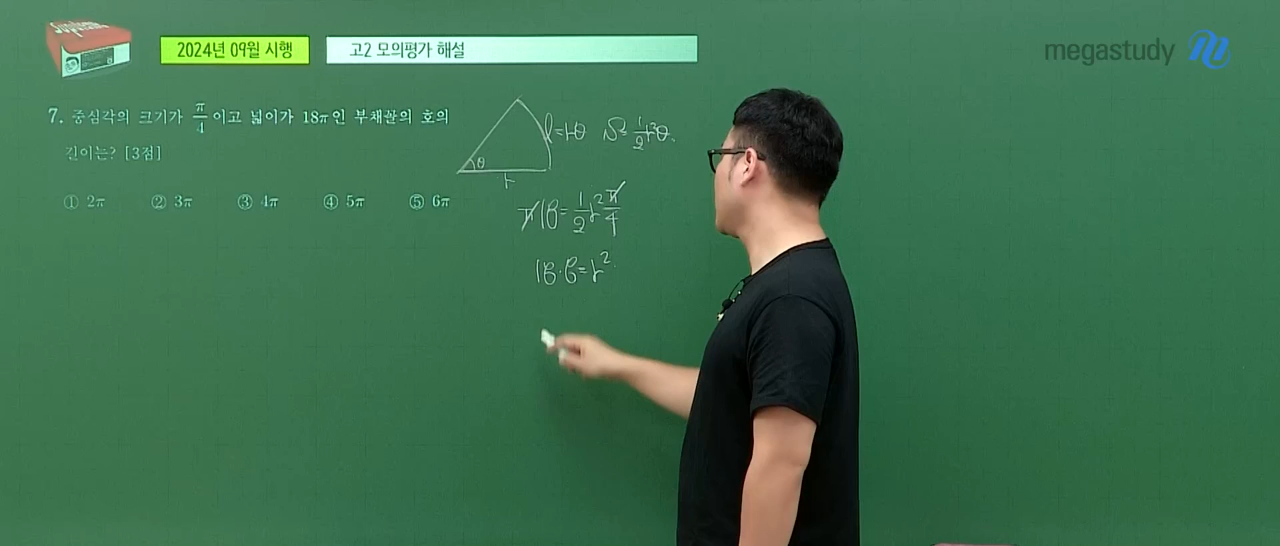 Supreme
2024년 09월 시행
고2 모의평가 해설
megastudy
7. 중심각의 크기가 π/4 이고 넓이가 18π인 부채꼴의 호의
길이는? [3점]
① 2π ② 3π ③ 4π ④ 5π ⑤ 6π
θ
r
l=rθ S=1/2r²θ.
π18=1/2r²π/4
18·8=r².